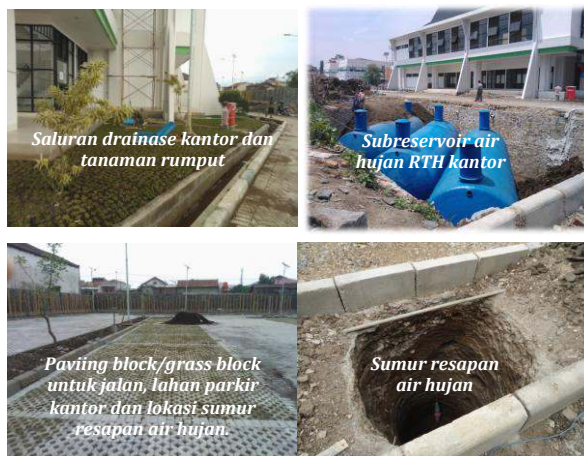 Saluran drainase kantor dan
tanaman rumput
Subreservoir air
hujan RTH kantor
Paviing block/grass block
untuk jalan, lahan parkir
kantor dan lokasi sumur
resapan air hujan.
Sumur resapan
air hujan